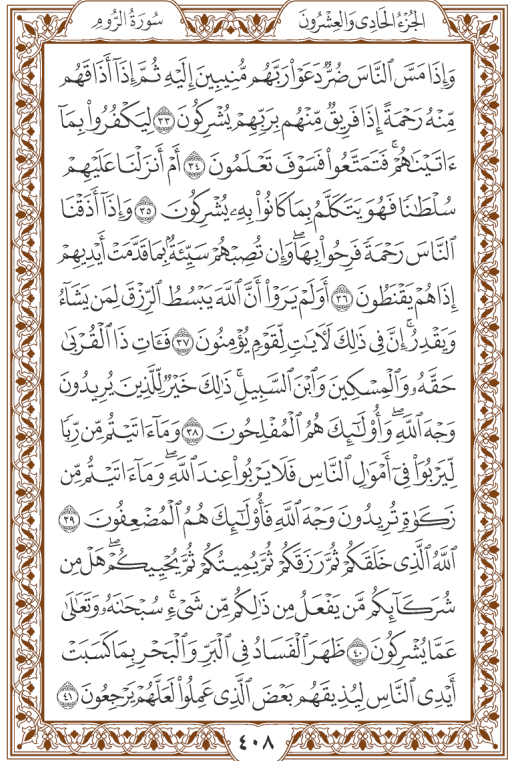 الجُزْءُ الحَادِي وَالعِشْرُونَ
سُورَةُ الرُّومِ
وَإِذَا مَسَّ ٱلنَّاسَ ضُرٌّ دَعَوْا۟ رَبَّهُم مُّنِيبِينَ إِلَيْهِ ثُمَّ إِذَآ أَذَاقَهُم
مِّنْهُ رَحْمَةً إِذَا فَرِيقٌ مِّنْهُم بِرَبِّهِمْ يُشْرِكُونَ ٣٣ لِيَكْفُرُوا۟ بِمَآ
ءَاتَيْنَٰهُمْ ۚ فَتَمَتَّعُوا۟ فَسَوْفَ تَعْلَمُونَ ٣٤ أَمْ أَنزَلْنَا عَلَيْهِمْ
سُلْطَٰنًا فَهُوَ يَتَكَلَّمُ بِمَا كَانُوا۟ بِهِۦ يُشْرِكُونَ ٣٥ وَإِذَآ أَذَقْنَا
ٱلنَّاسَ رَحْمَةً فَرِحُوا۟ بِهَا ۖ وَإِن تُصِبْهُمْ سَيِّئَةٌۢ بِمَا قَدَّمَتْ أَيْدِيهِمْ
إِذَا هُمْ يَقْنَطُونَ ٣٦ أَوَلَمْ يَرَوْا۟ أَنَّ ٱللَّهَ يَبْسُطُ ٱلرِّزْقَ لِمَن يَشَآءُ
وَيَقْدِرُ ۚ إِنَّ فِى ذَٰلِكَ لَءَايَٰتٍ لِّقَوْمٍ يُؤْمِنُونَ ٣٧ فَـَٔاتِ ذَا ٱلْقُرْبَىٰ
حَقَّهُۥ وَٱلْمِسْكِينَ وَٱبْنَ ٱلسَّبِيلِ ۚ ذَٰلِكَ خَيْرٌ لِّلَّذِينَ يُرِيدُونَ
وَجْهَ ٱللَّهِ ۖ وَأُو۟لَٰٓئِكَ هُمُ ٱلْمُفْلِحُونَ ٣٨ وَمَآ ءَاتَيْتُم مِّن رِّبًا
لِّيَرْبُوَا۟ فِىٓ أَمْوَٰلِ ٱلنَّاسِ فَلَا يَرْبُوا۟ عِندَ ٱللَّهِ ۖ وَمَآ ءَاتَيْتُم مِّن
زَكَوٰةٍ تُرِيدُونَ وَجْهَ ٱللَّهِ فَأُو۟لَٰٓئِكَ هُمُ ٱلْمُضْعِفُونَ ٣٩
ٱللَّهُ ٱلَّذِى خَلَقَكُمْ ثُمَّ رَزَقَكُمْ ثُمَّ يُمِيتُكُمْ ثُمَّ يُحْيِيكُمْ ۖ هَلْ مِن
شُرَكَآئِكُم مَّن يَفْعَلُ مِن ذَٰلِكُم مِّن شَىْءٍ ۚ سُبْحَٰنَهُۥ وَتَعَٰلَىٰ
عَمَّا يُشْرِكُونَ ٤٠ ظَهَرَ ٱلْفَسَادُ فِى ٱلْبَرِّ وَٱلْبَحْرِ بِمَا كَسَبَتْ
أَيْدِى ٱلنَّاسِ لِيُذِيقَهُم بَعْضَ ٱلَّذِى عَمِلُوا۟ لَعَلَّهُمْ يَرْجِعُونَ ٤١
٤٠٨